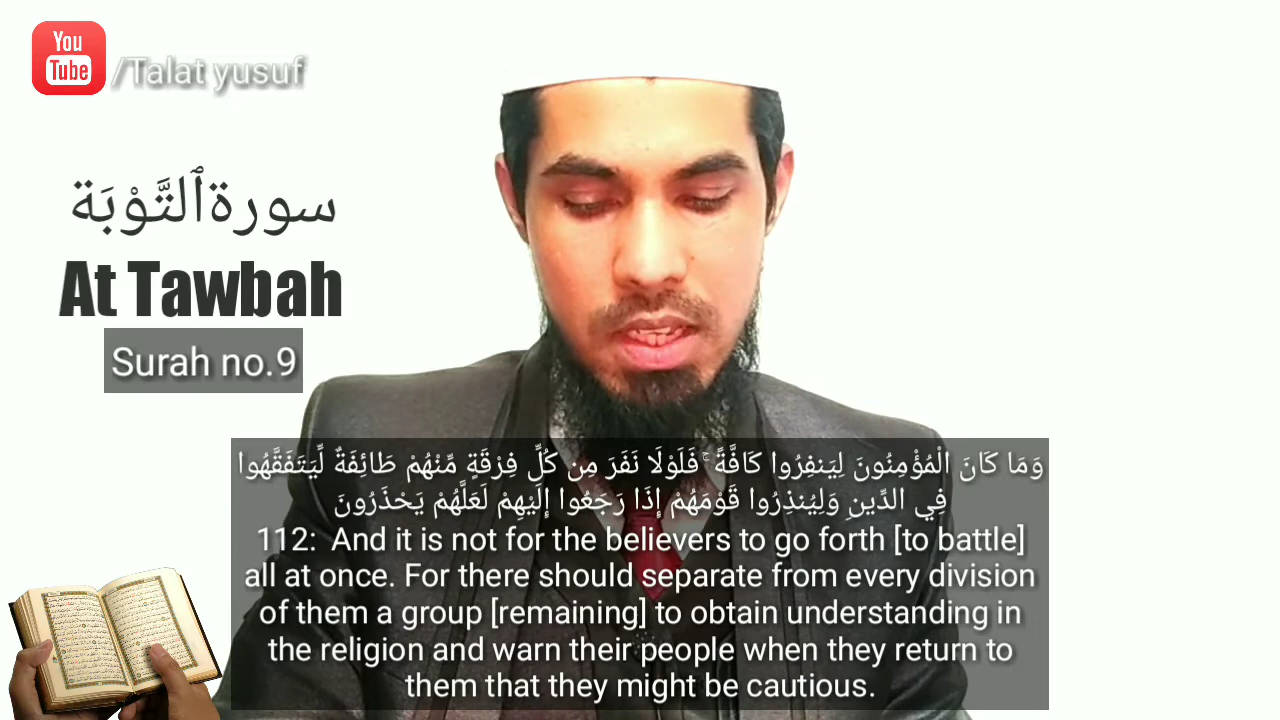 You
Tube
/Talat yusuf
سورةٱلتَّوْبَة
At Tawbah
Surah no.9
وَمَا كَانَ الْمُؤْمِنُونَ لِيَنفِرُوا كَافَّةً ۚ فَلَوْلَا نَفَرَ مِن كُلِّ فِرْقَةٍ مِّنْهُمْ طَائِفَةٌ لِّيَتَفَقَّهُوا
فِي الدِّينِ وَلِيُنذِرُوا قَوْمَهُمْ إِذَا رَجَعُوا إِلَيْهِمْ لَعَلَّهُمْ يَحْذَرُونَ
112: And it is not for the believers to go forth [to battle]
all at once. For there should separate from every division
of them a group [remaining] to obtain understanding in
the religion and warn their people when they return to
them that they might be cautious.